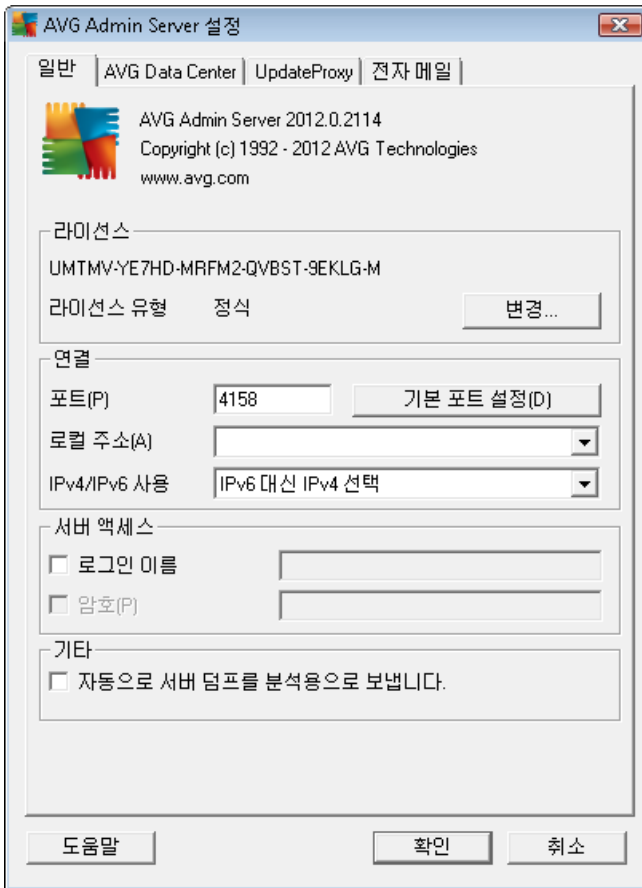 AVG Admin Server 설정
일반 AVG Data Center UpdateProxy 전자 메일
AVG Admin Server 2012.0.2114
Copyright (c) 1992 - 2012 AVG Technologies
www.avg.com
라이선스
UMTMV-YE7HD-MRFM2-QVBST-9EKLG-M
라이선스 유형 정식 변경...
연결
포트(P) 4158 기본 포트 설정(D)
로컬 주소(A)
IPv4/IPv6 사용 IPv6 대신 IPv4 선택
서버 액세스
로그인 이름
암호(P)
기타
자동으로 서버 덤프를 분석용으로 보냅니다.
도움말 확인 취소